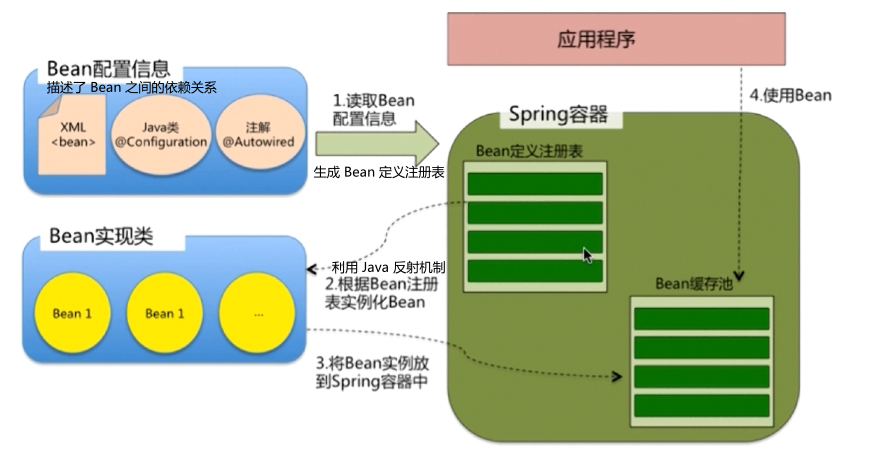 应用程序
Bean配置信息
描述了 Bean 之间的依赖关系
XML
<bean>
Java类
@Configuration
注解
@Autowired
1.读取Bean
配置信息
生成 Bean 定义注册表
Spring容器
4.使用Bean
Bean定义注册表
Bean实现类
Bean 1
Bean 1
...
利用 Java 反射机制
2.根据Bean注册
表实例化Bean
Bean缓存池
3.将Bean实例放
到Spring容器中